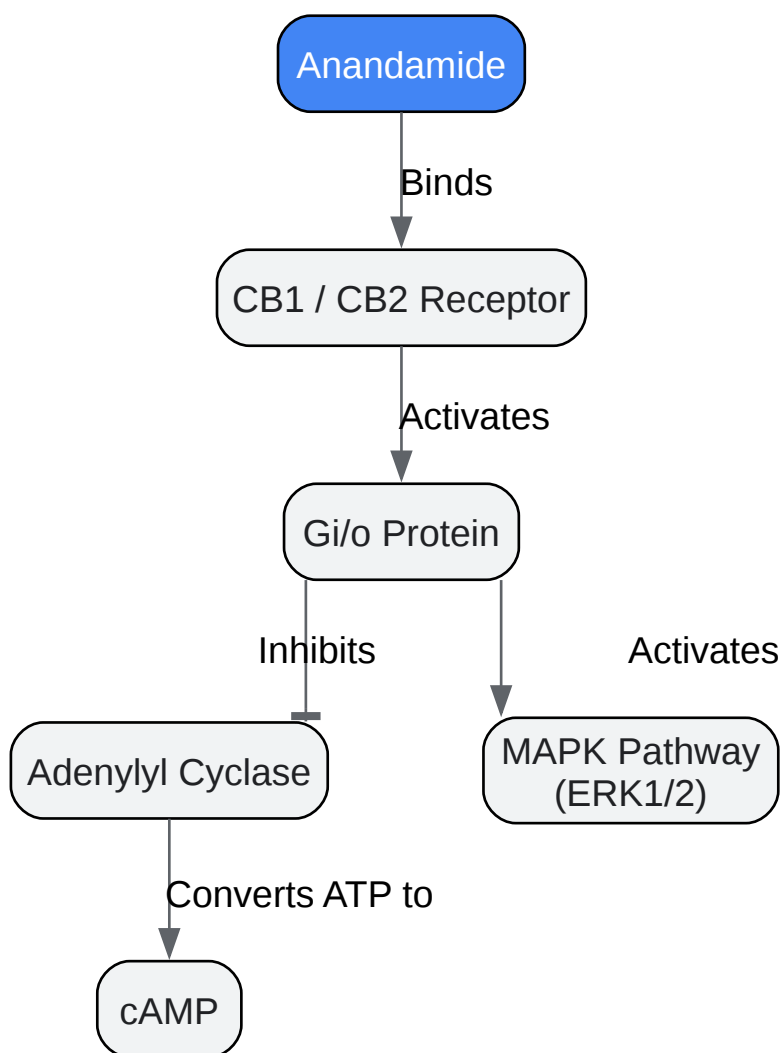 Anandamide
Binds
CB1 / CB2 Receptor
Activates
Gi/o Protein
Inhibits
Activates
Adenylyl Cyclase
MAPK Pathway
(ERK1/2)
Converts ATP to
cAMP